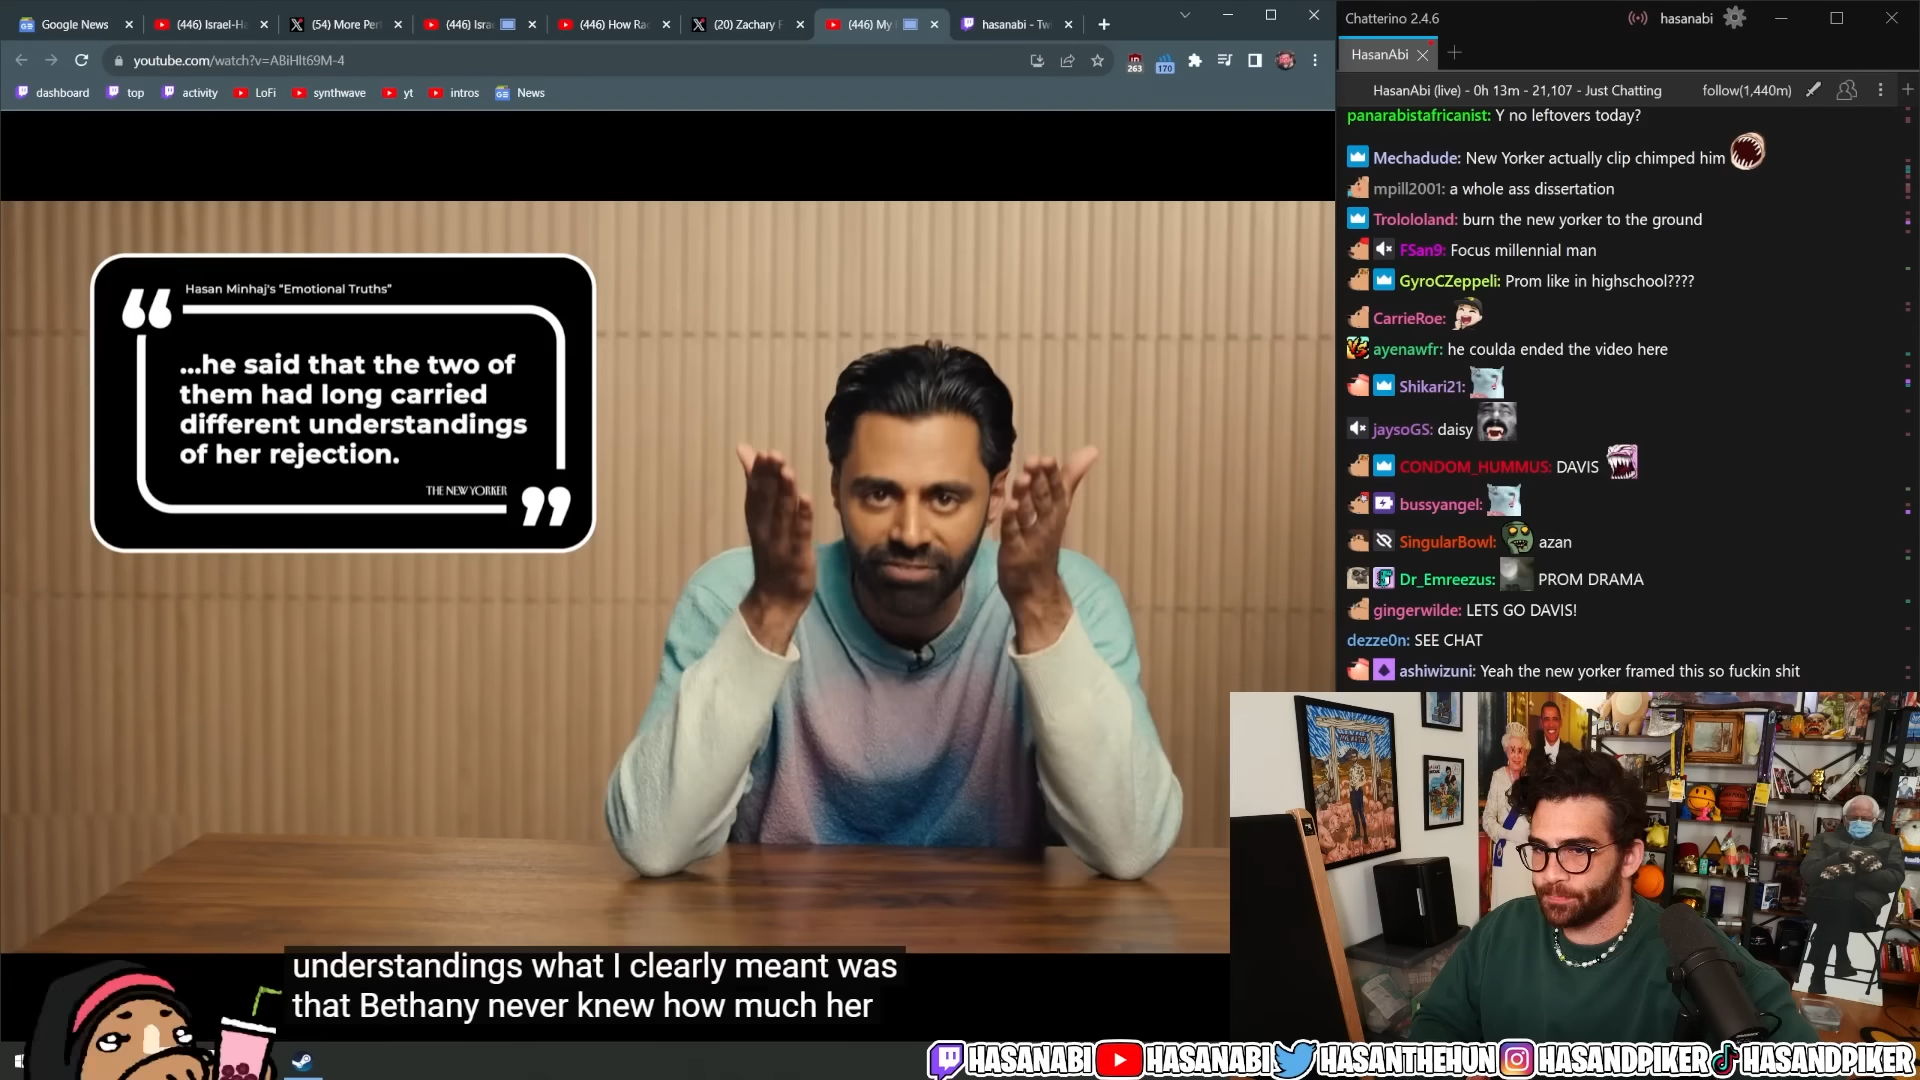 Google News
(446) Israel-H
(54) More Per
(446) Isra
(446) How Ra
(20) Zachary F
(446) My
hasanabi - Tw
youtube.com/watch?v=ABiHlt69M-4
263
170
dashboard
top
activity
LoFi
synthwave
yt
intros
News
Hasan Minhaj's "Emotional Truths"
...he said that the two of
them had long carried
different understandings
of her rejection.
THE NEW YORKER
understandings what I clearly meant was
that Bethany never knew how much her
Chatterino 2.4.6
hasanabi
HasanAbi
HasanAbi (live) - 0h 13m - 21,107 - Just Chatting
follow(1,440m)
panarabistafricanist: Y no leftovers today?
Mechadude: New Yorker actually clip chimped him
mpill2001: a whole ass dissertation
Trolololand: burn the new yorker to the ground
FSan9: Focus millennial man
GyroCZeppeli: Prom like in highschool????
CarrieRoe:
ayenawfr: he coulda ended the video here
Shikari21:
jaysoGS: daisy
CONDOM_HUMMUS: DAVIS
bussyangel:
SingularBowl: azan
Dr_Emreezus: PROM DRAMA
gingerwilde: LETS GO DAVIS!
dezze0n: SEE CHAT
ashiwizuni: Yeah the new yorker framed this so fuckin shit
HASANABI
HASANABI
HASANTHEHUN
HASANDPIKER
HASANDPIKER